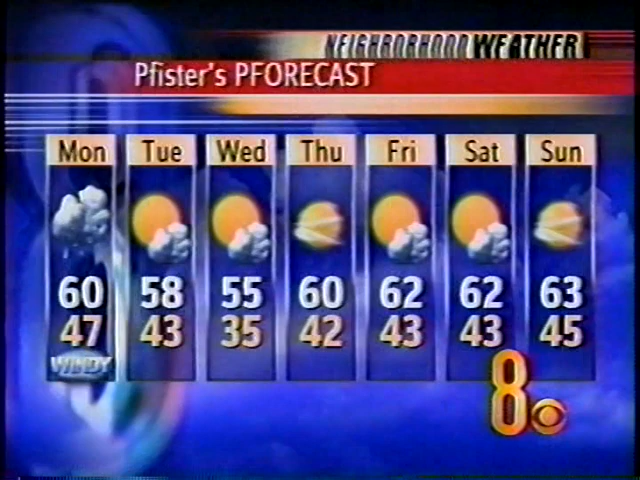 NEIGHBORHOOD WEATHER
Pfister's PFORECAST
Mon Tue Wed Thu Fri Sat Sun
60 58 55 60 62 62 63
47 43 35 42 43 43 45
WINDY
8